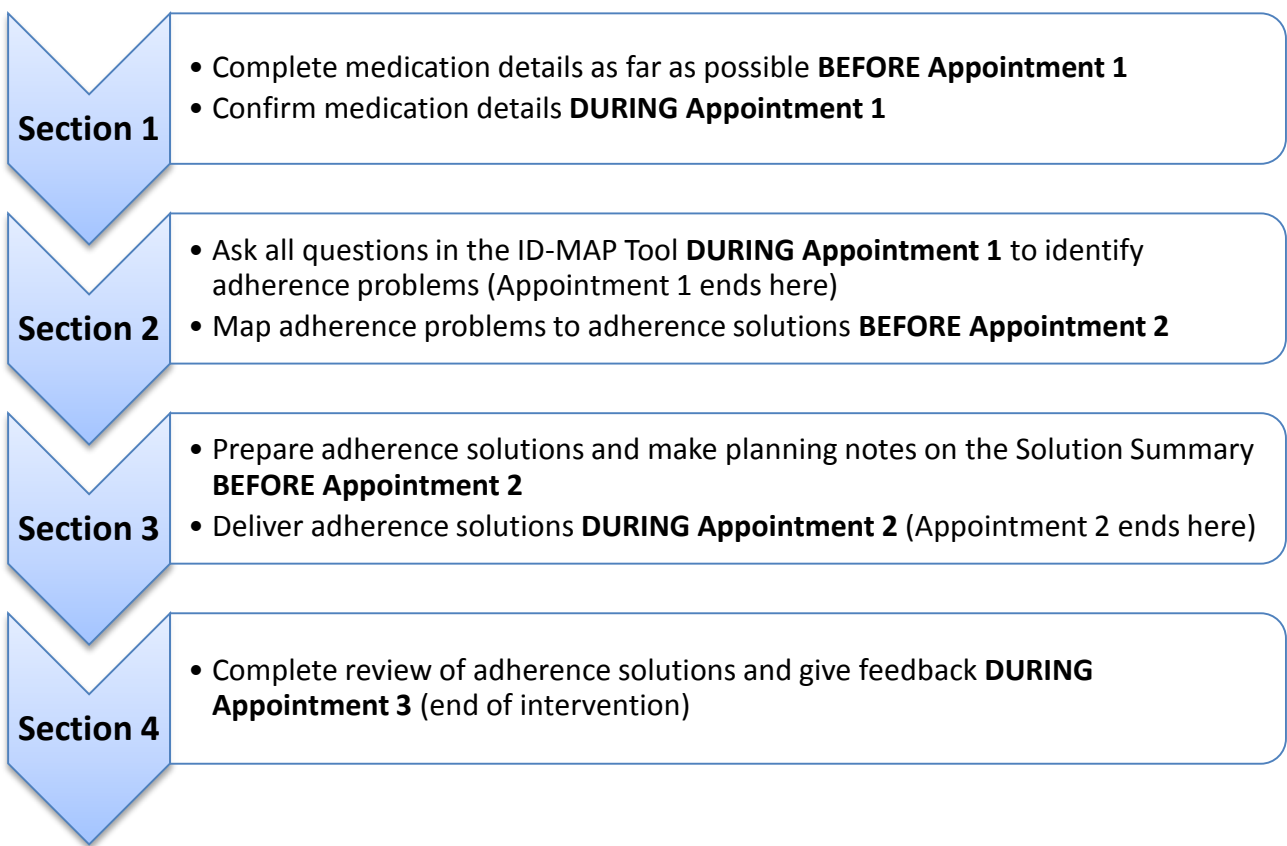 Section 1
• Complete medication details as far as possible BEFORE Appointment 1
• Confirm medication details DURING Appointment 1
Section 2
• Ask all questions in the ID-MAP Tool DURING Appointment 1 to identify
adherence problems (Appointment 1 ends here)
• Map adherence problems to adherence solutions BEFORE Appointment 2
Section 3
• Prepare adherence solutions and make planning notes on the Solution Summary
BEFORE Appointment 2
• Deliver adherence solutions DURING Appointment 2 (Appointment 2 ends here)
Section 4
• Complete review of adherence solutions and give feedback DURING
Appointment 3 (end of intervention)